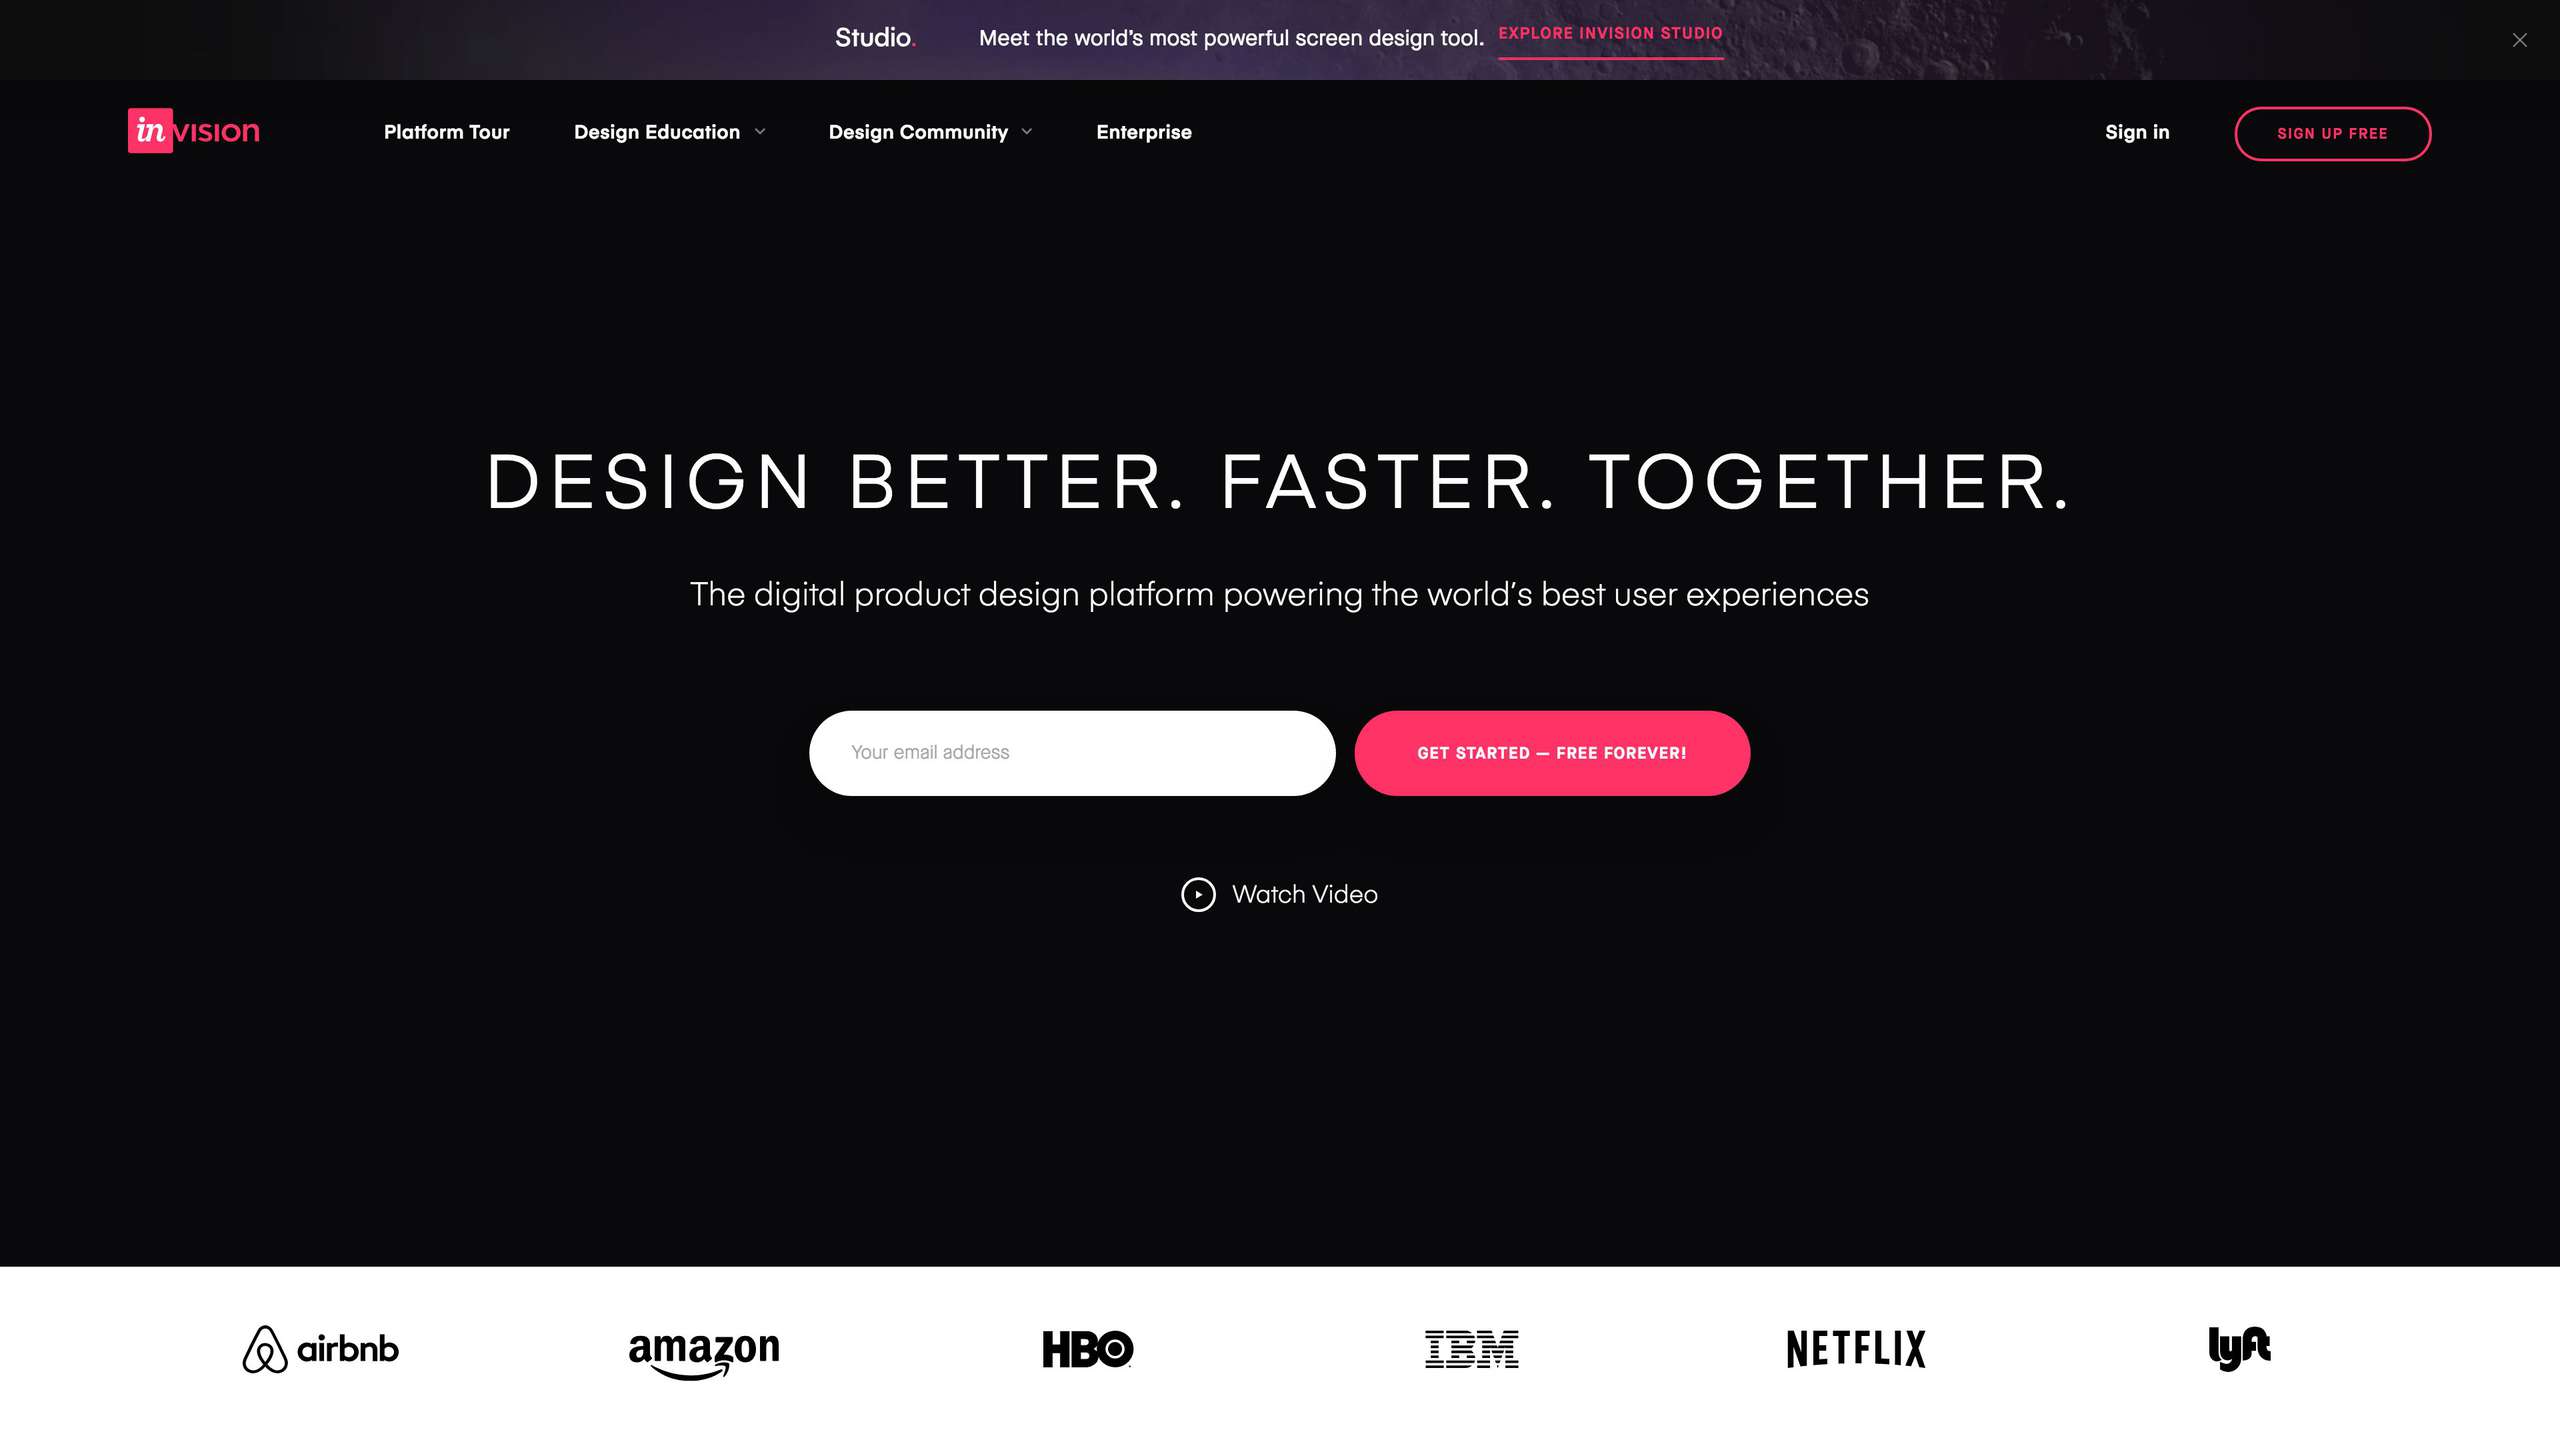 Studio. Meet the world's most powerful screen design tool. EXPLORE INVISION STUDIO
invision Platform Tour Design Education Design Community Enterprise Sign in SIGN UP FREE
DESIGN BETTER. FASTER. TOGETHER.
The digital product design platform powering the world's best user experiences
Your email address GET STARTED — FREE FOREVER!
Watch Video
airbnb amazon HBO IBM NETFLIX lyft